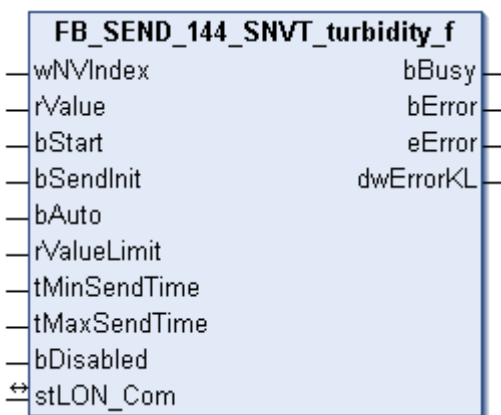 FB_SEND_144_SNVT_turbidity_f
wNVIndex bBusy
rValue bError
bStart eError
bSendInit dwErrorKL
bAuto
rValueLimit
tMinSendTime
tMaxSendTime
bDisabled
stLON_Com